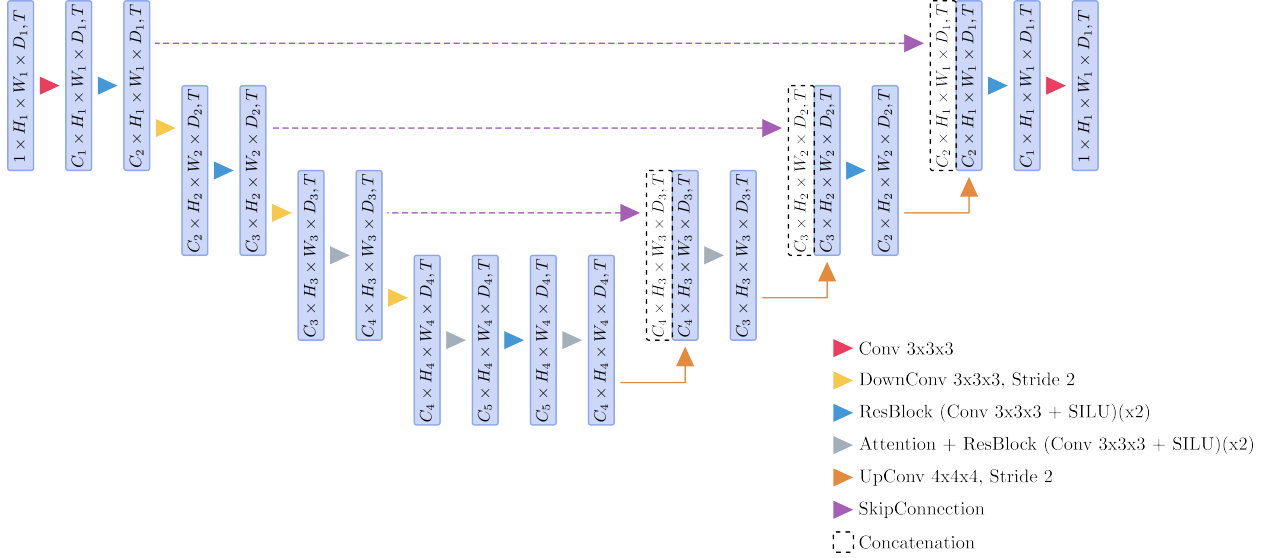 1 × H₁ × W₁ × D₁, T
C₁ × H₁ × W₁ × D₁, T
C₂ × H₁ × W₁ × D₁, T
C₂ × H₂ × W₂ × D₂, T
C₃ × H₂ × W₂ × D₂, T
C₃ × H₃ × W₃ × D₃, T
C₄ × H₃ × W₃ × D₃, T
C₄ × H₄ × W₄ × D₄, T
C₅ × H₄ × W₄ × D₄, T
C₅ × H₄ × W₄ × D₄, T
C₄ × H₄ × W₄ × D₄, T
C₄ × H₃ × W₃ × D₃, T
C₄ × H₃ × W₃ × D₃, T
C₃ × H₃ × W₃ × D₃, T
C₃ × H₂ × W₂ × D₂, T
C₃ × H₂ × W₂ × D₂, T
C₂ × H₂ × W₂ × D₂, T
C₂ × H₁ × W₁ × D₁, T
C₂ × H₁ × W₁ × D₁, T
C₁ × H₁ × W₁ × D₁, T
1 × H₁ × W₁ × D₁, T
Conv 3x3x3
DownConv 3x3x3, Stride 2
ResBlock (Conv 3x3x3 + SILU)(x2)
Attention + ResBlock (Conv 3x3x3 + SILU)(x2)
UpConv 4x4x4, Stride 2
SkipConnection
Concatenation